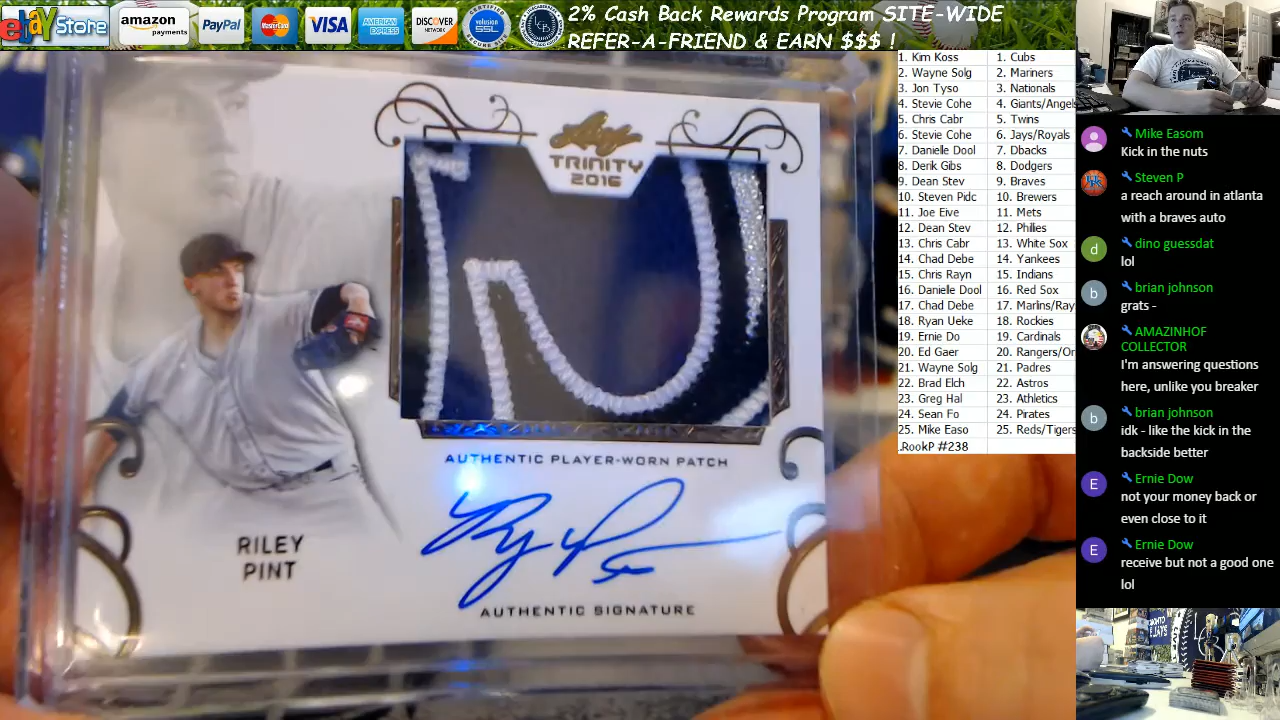 ebay Store
amazon payments
PayPal
MasterCard
VISA
AMERICAN EXPRESS
DISCOVER NETWORK
SSL
2% Cash Back Rewards Program SITE-WIDE
REFER-A-FRIEND & EARN $$$ !
TRINITY
2016
AUTHENTIC PLAYER-WORN PATCH
RILEY
PINT
AUTHENTIC SIGNATURE
1. Kim Koss 1. Cubs
2. Wayne Solg 2. Mariners
3. Jon Tyso 3. Nationals
4. Stevie Cohe 4. Giants/Angels
5. Chris Cabr 5. Twins
6. Stevie Cohe 6. Jays/Royals
7. Danielle Dool 7. Dbacks
8. Derik Gibs 8. Dodgers
9. Dean Stev 9. Braves
10. Steven Pidc 10. Brewers
11. Joe Eive 11. Mets
12. Dean Stev 12. Philies
13. Chris Cabr 13. White Sox
14. Chad Debe 14. Yankees
15. Chris Rayn 15. Indians
16. Danielle Dool 16. Red Sox
17. Chad Debe 17. Marlins/Ray
18. Ryan Ueke 18. Rockies
19. Ernie Do 19. Cardinals
20. Ed Gaer 20. Rangers/Or
21. Wayne Solg 21. Padres
22. Brad Elch 22. Astros
23. Greg Hal 23. Athletics
24. Sean Fo 24. Pirates
25. Mike Easo 25. Reds/Tigers
.RookP #238
Mike Easom
Kick in the nuts
Steven P
a reach around in atlanta
with a braves auto
d
dino guessdat
lol
b
brian johnson
grats -
AMAZINHOF
COLLECTOR
I'm answering questions
here, unlike you breaker
b
brian johnson
idk - like the kick in the
backside better
E
Ernie Dow
not your money back or
even close to it
E
Ernie Dow
receive but not a good one
lol